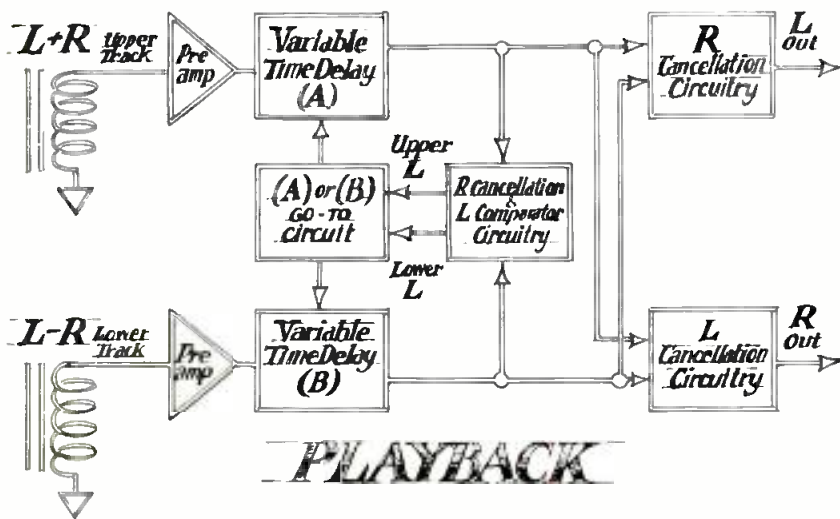 L+R
Upper
Track
Pre
amp
Variable
Time Delay
(A)
R
Cancellation
Circuitry
L
Out
(A) or (B)
GO-TO
Circuit
Upper
L
Lower
L
R Cancellation
&
L Comparator
Circuitry
L-R
Lower
Track
Pre
amp
Variable
Time Delay
(B)
L
Cancellation
Circuitry
R
Out
PLAYBACK